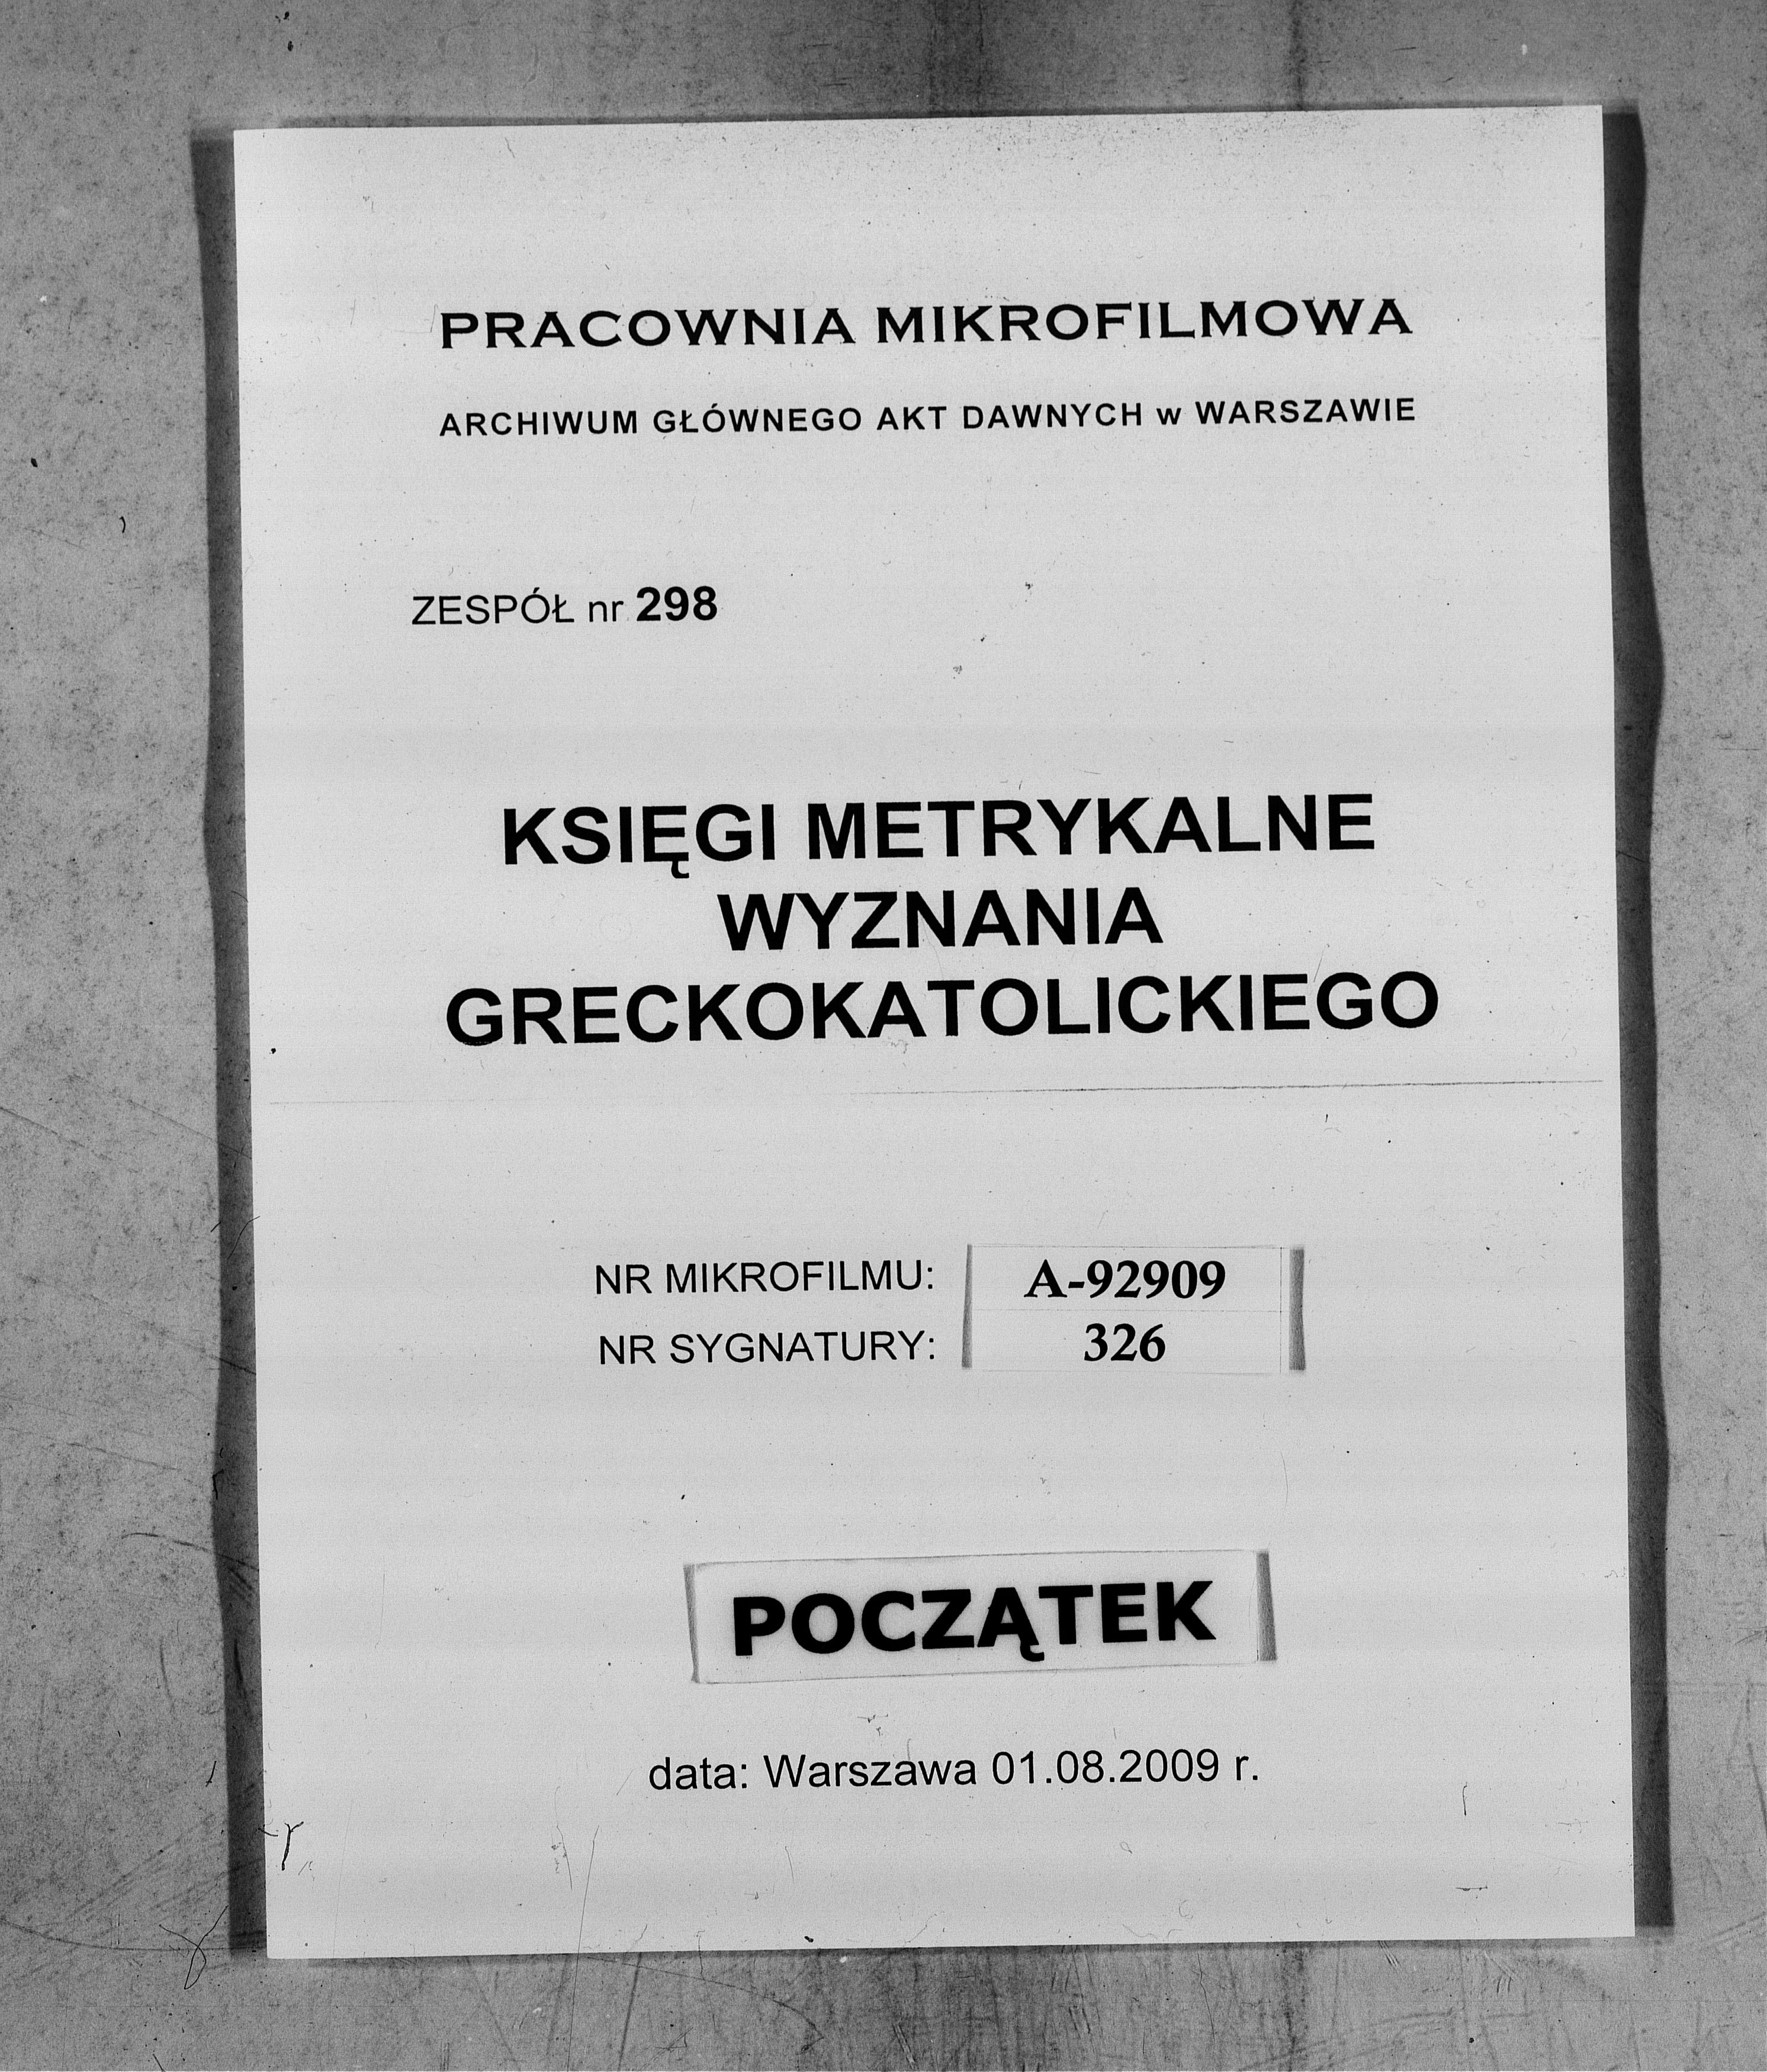 PRACOWNIA MIKROFILMOWA
ARCHIWUM GŁÓWNEGO AKT DAWNYCH w WARSZAWIE
ZESPÓŁ nr 298
KSIĘGI METRYKALNE
WYZNANIA
GRECKOKATOLICKIEGO
NR MIKROFILMU: A-92909
NR SYGNATURY: 326
POCZĄTEK
data: Warszawa 01.08.2009 r.